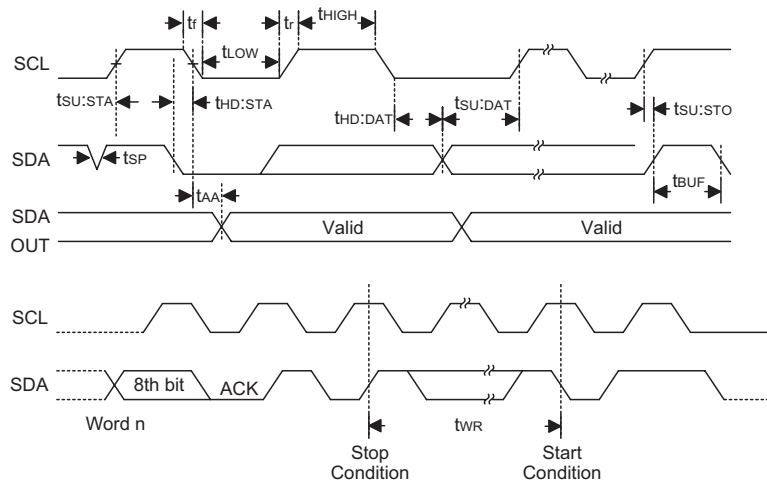 tf
tr
tHIGH
tLOW
SCL
tSU:STA
tHD:STA
tHD:DAT
tSU:DAT
tSU:STO
SDA
tSP
tBUF
tAA
SDA
OUT
Valid
Valid
SCL
SDA
8th bit
ACK
Word n
tWR
Stop
Condition
Start
Condition